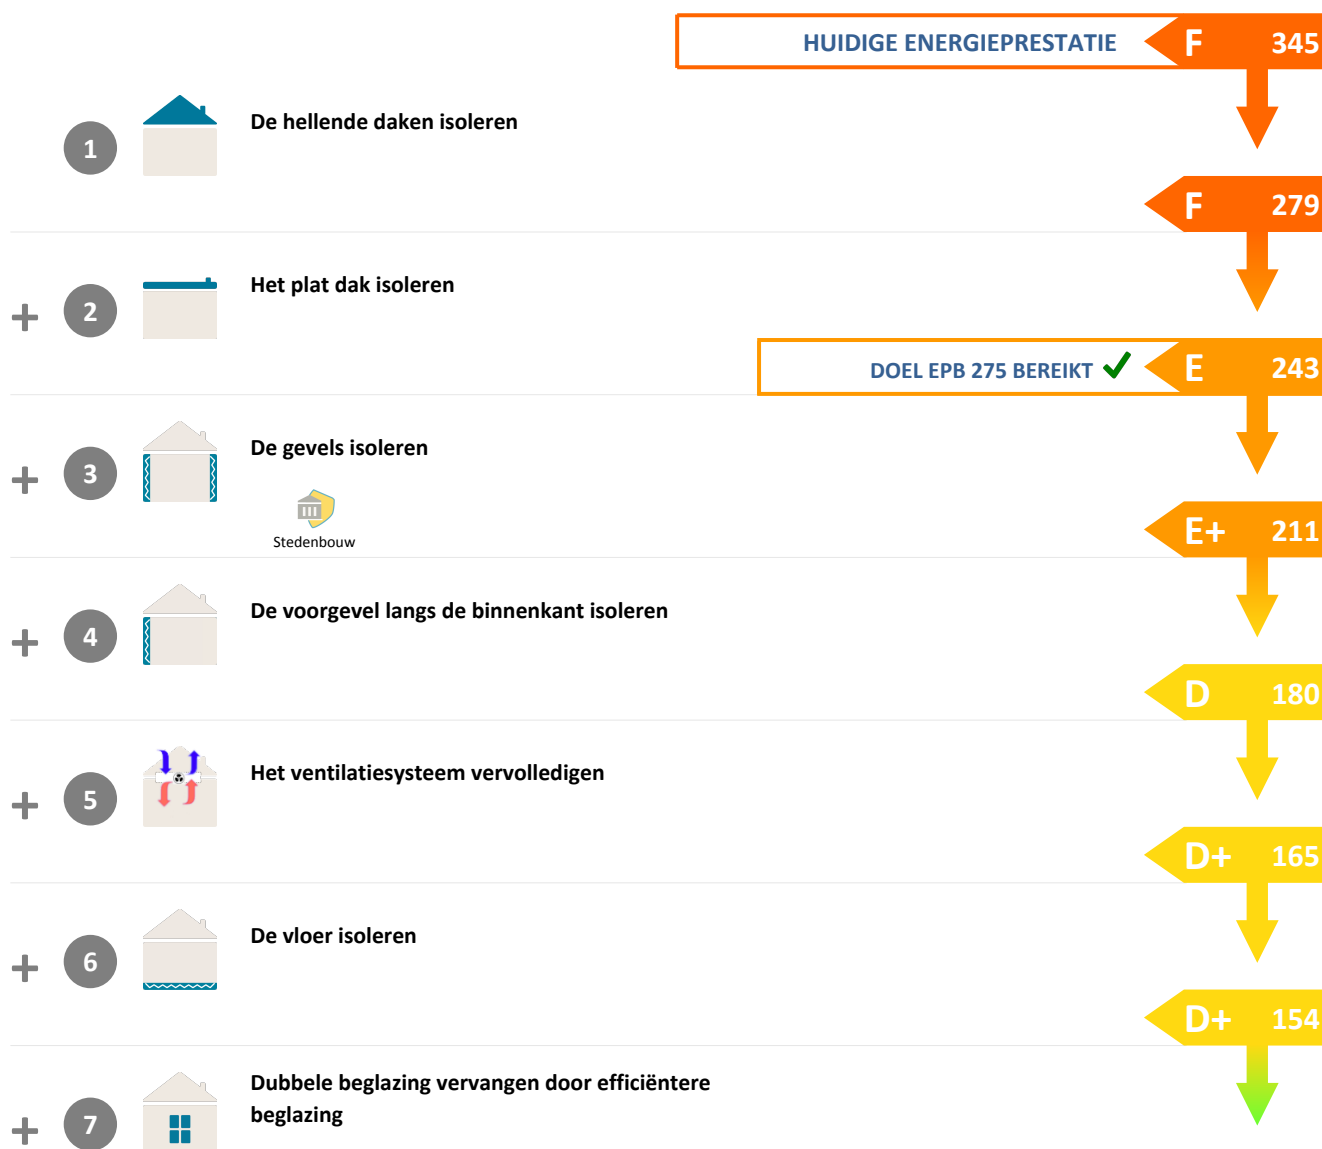 HUIDIGE ENERGIEPRESTATIE F 345
1 De hellende daken isoleren
F 279
+ 2 Het plat dak isoleren
DOEL EPB 275 BEREIKT ✓ E 243
+ 3 De gevels isoleren
Stedenbouw
E+ 211
+ 4 De voorgevel langs de binnenkant isoleren
D 180
+ 5 Het ventilatiesysteem vervolledigen
D+ 165
+ 6 De vloer isoleren
D+ 154
+ 7 Dubbele beglazing vervangen door efficiëntere
beglazing